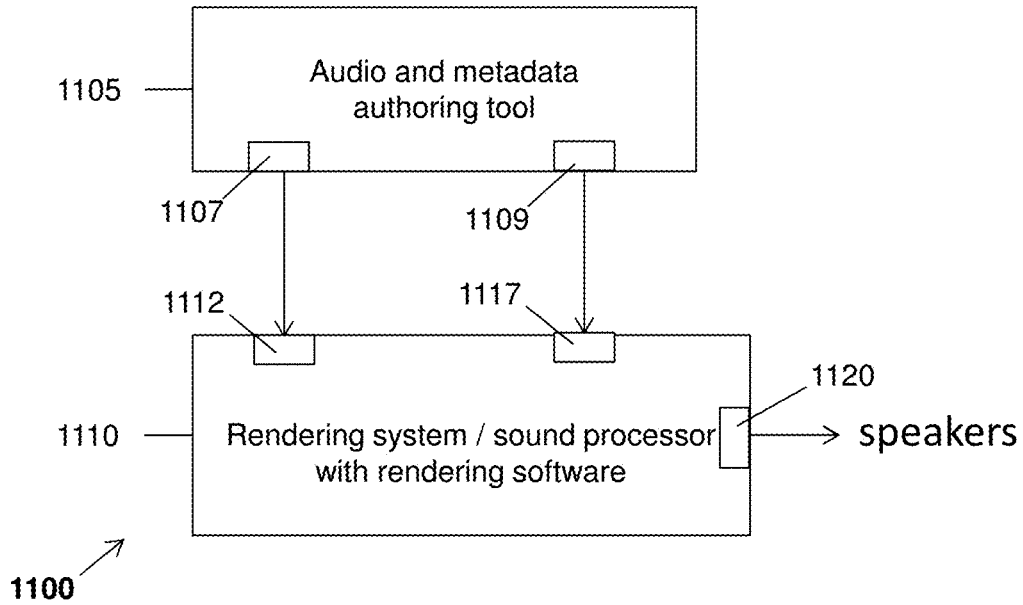 Audio and metadata
authoring tool
1105
1107
1109
1112
1117
1120
1110
Rendering system / sound processor
with rendering software
speakers
1100